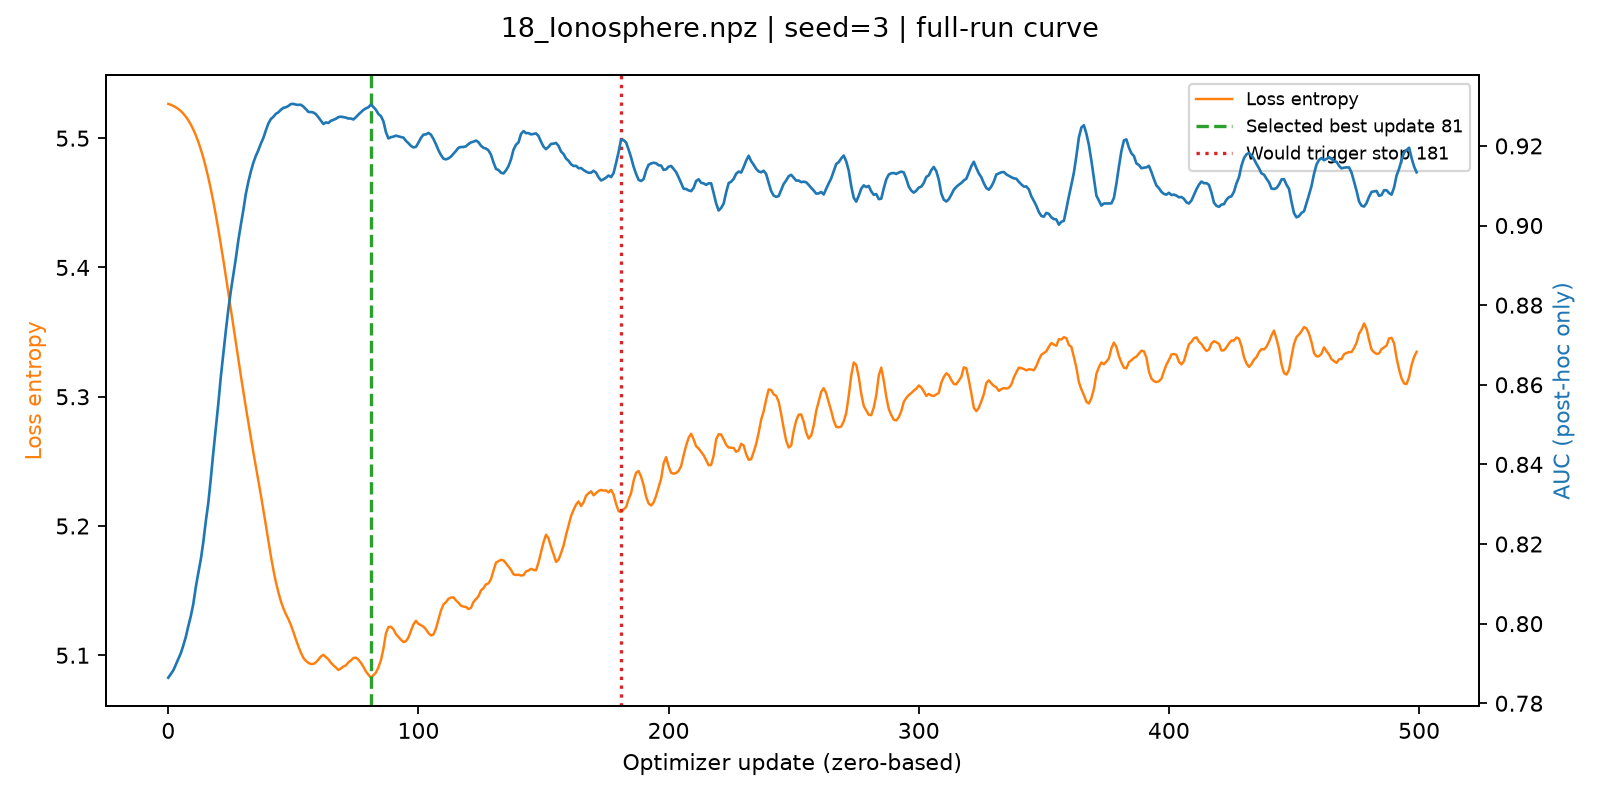 18_Ionosphere.npz | seed=3 | full-run curve
Loss entropy
Selected best update 81
Would trigger stop 181
5.5
5.4
5.3
5.2
5.1
Loss entropy
0.92
0.90
0.88
0.86
0.84
0.82
0.80
0.78
AUC (post-hoc only)
0
100
200
300
400
500
Optimizer update (zero-based)